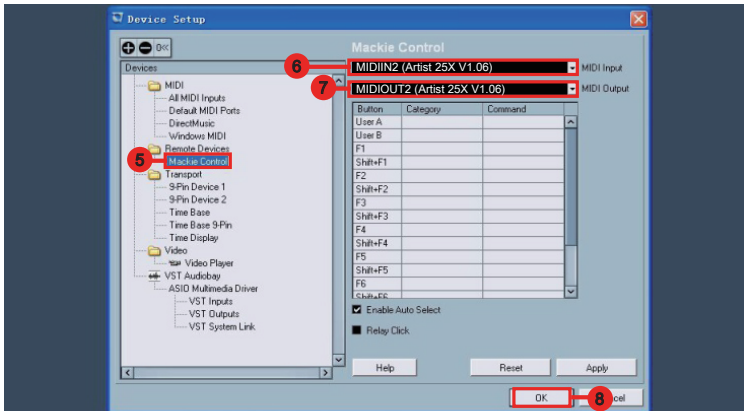 Device Setup
0<<
Devices
MIDI
All MIDI Inputs
Default MIDI Ports
DirectMusic
Windows MIDI
Remote Devices
5
Mackie Control
Transport
9-Pin Device 1
9-Pin Device 2
Time Base
Time Base 9-Pin
Time Display
Video
Video Player
VST Audiobay
ASIO Multimedia Driver
VST Inputs
VST Outputs
VST System Link
Mackie Control
6 MIDIIN2 (Artist 25X V1.06) MIDI Input
7 MIDIOUT2 (Artist 25X V1.06) MIDI Output
Button Category Command
User A
User B
F1
Shift+F1
F2
Shift+F2
F3
Shift+F3
F4
Shift+F4
F5
Shift+F5
F6
Shift+F6
Enable Auto Select
Relay Click
Help Reset Apply
OK 8 cel